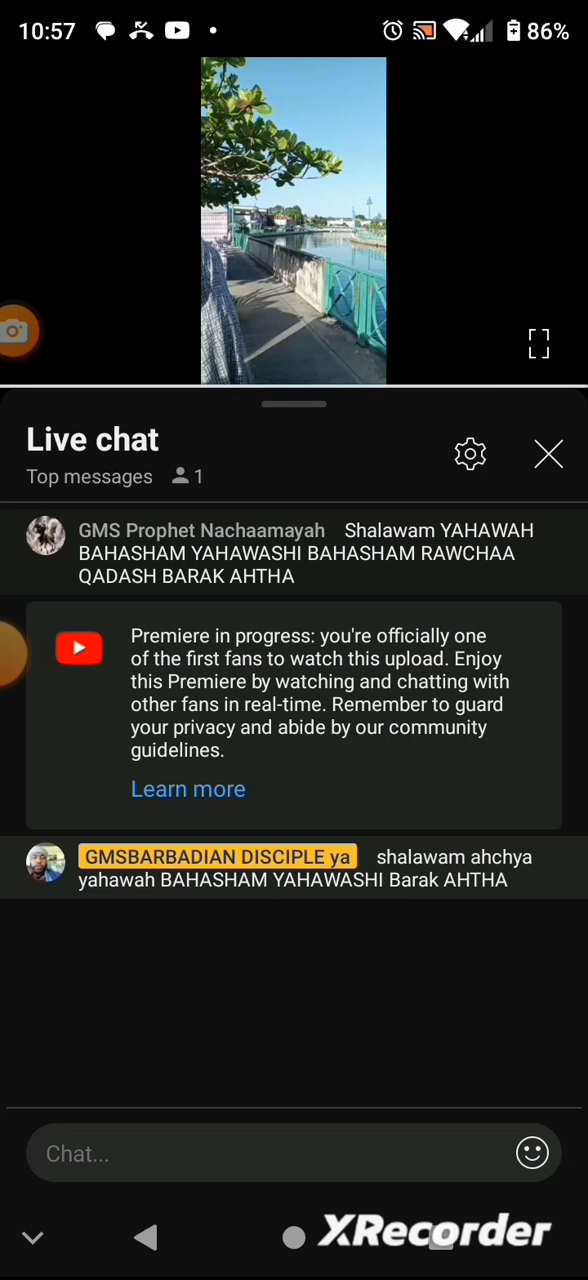 10:57
86%
Live chat
Top messages 1
GMS Prophet Nachaamayah Shalawam YAHAWAH
BAHASHAM YAHAWASHI BAHASHAM RAWCHAA
QADASH BARAK AHTHA
Premiere in progress: you're officially one
of the first fans to watch this upload. Enjoy
this Premiere by watching and chatting with
other fans in real-time. Remember to guard
your privacy and abide by our community
guidelines.
Learn more
GMSBARBADIAN DISCIPLE ya shalawam ahchya
yahawah BAHASHAM YAHAWASHI Barak AHTHA
Chat...
XRecorder